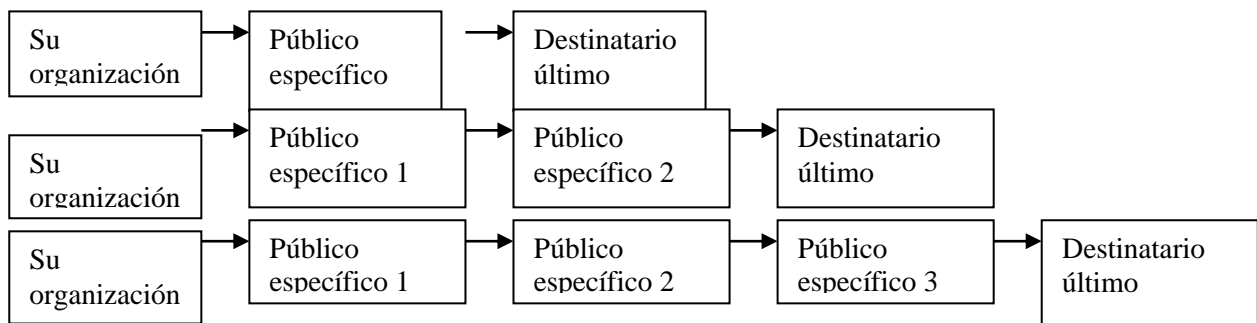 Su
organización
Público
específico
Destinatario
último
Su
organización
Público
específico 1
Público
específico 2
Destinatario
último
Su
organización
Público
específico 1
Público
específico 2
Público
específico 3
Destinatario
último